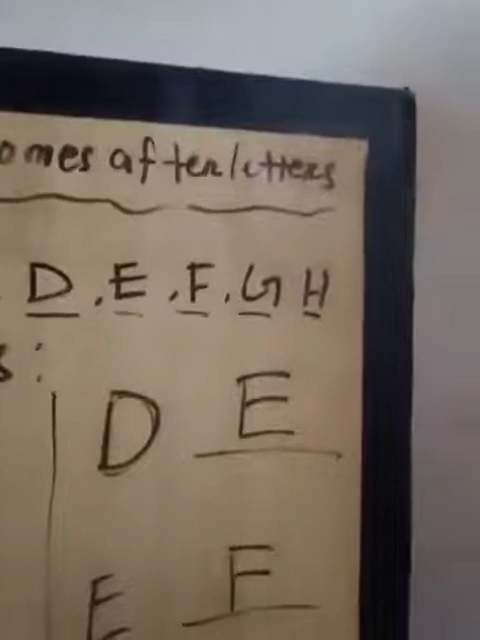 omes after letters
D . E . F . G H
s :
D E
E F